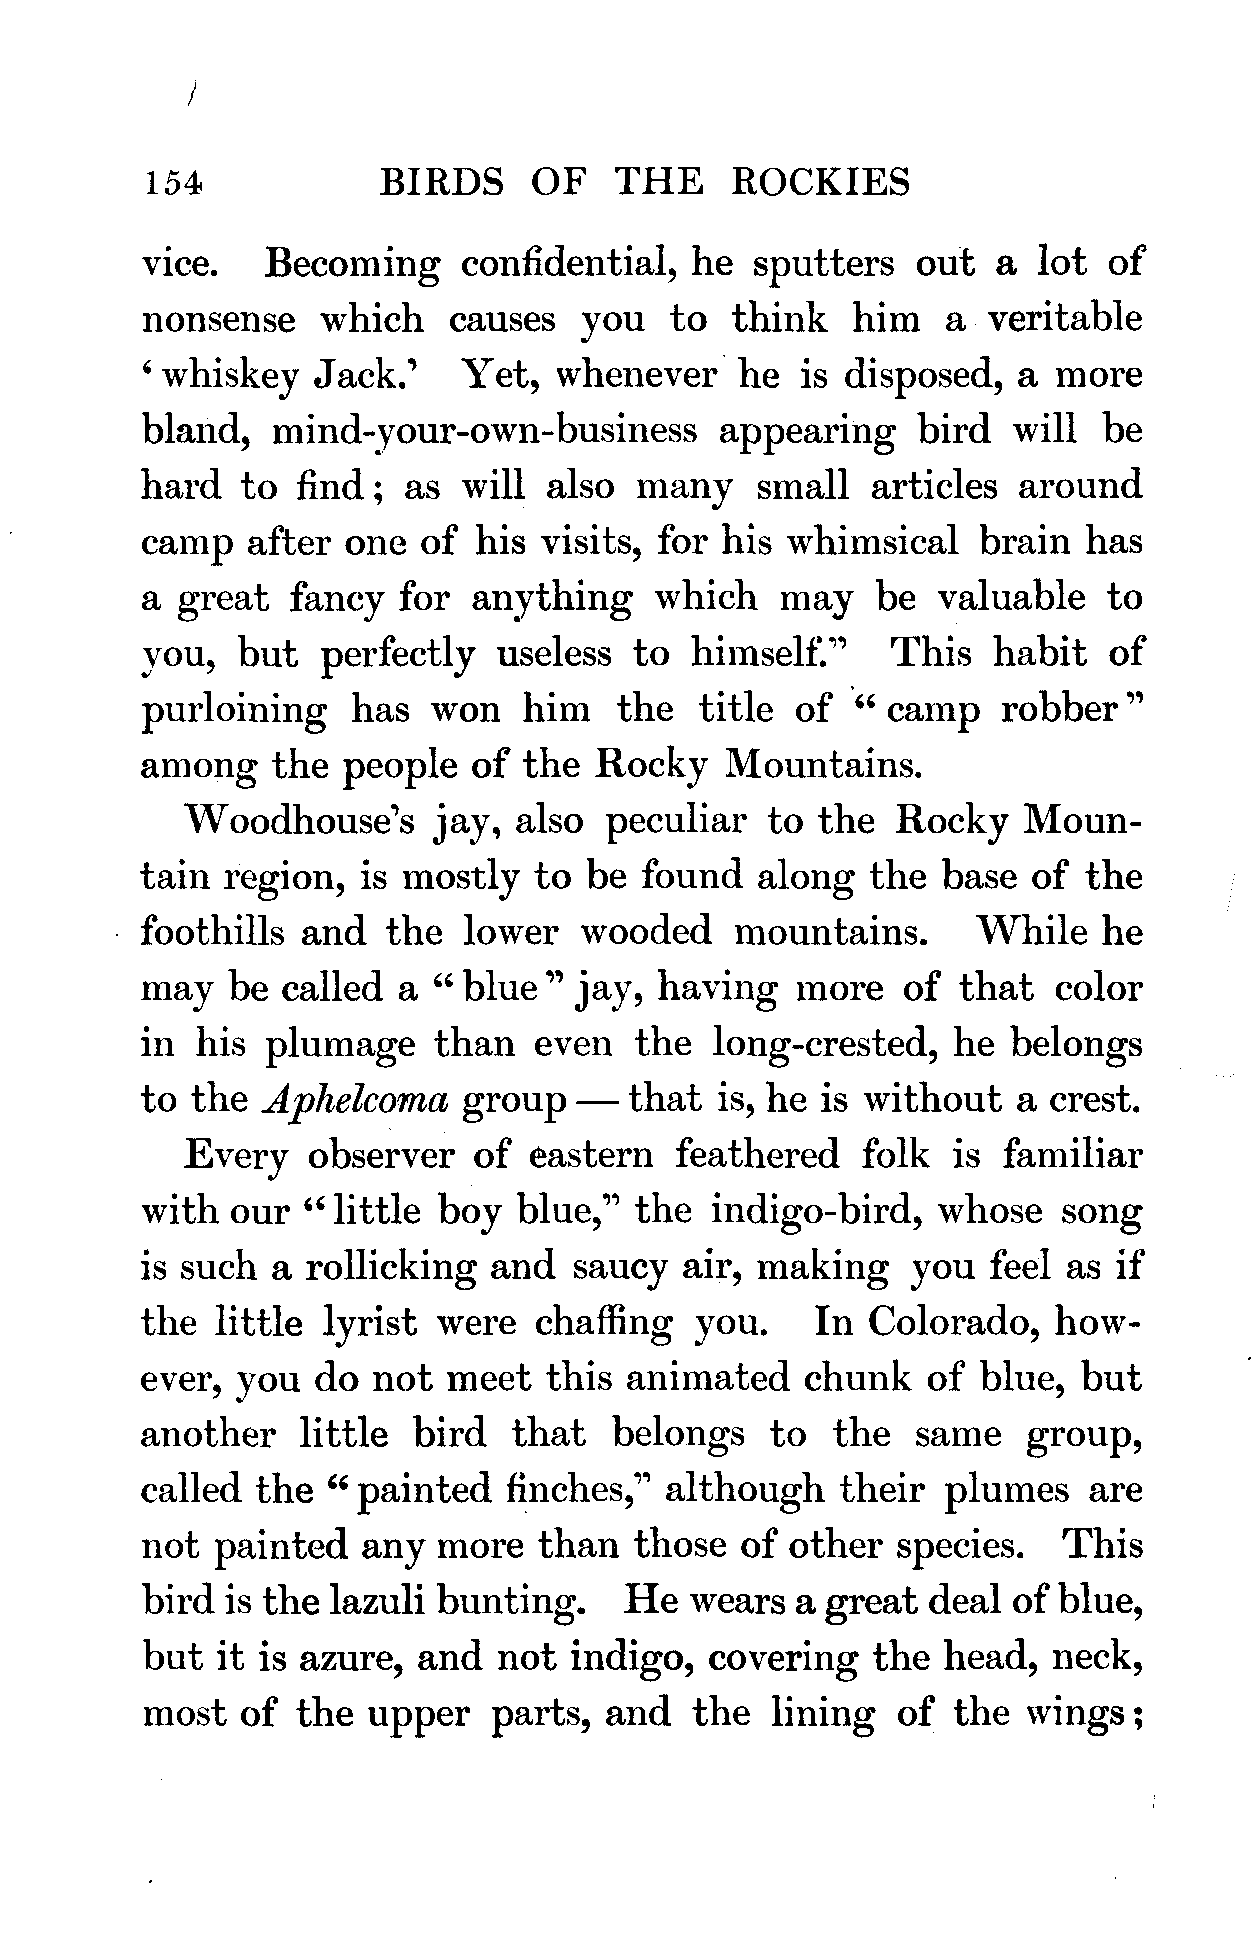 154 BIRDS OF THE ROCKIES
vice. Becoming confidential, he sputters out a lot of
nonsense which causes you to think him a veritable
‘whiskey Jack.’ Yet, whenever he is disposed, a more
bland, mind-your-own-business appearing bird will be
hard to find; as will also many small articles around
camp after one of his visits, for his whimsical brain has
a great fancy for anything which may be valuable to
you, but perfectly useless to himself.” This habit of
purloining has won him the title of “camp robber”
among the people of the Rocky Mountains.
Woodhouse’s jay, also peculiar to the Rocky Moun-
tain region, is mostly to be found along the base of the
foothills and the lower wooded mountains. While he
may be called a “blue” jay, having more of that color
in his plumage than even the long-crested, he belongs
to the Aphelcoma group — that is, he is without a crest.
Every observer of eastern feathered folk is familiar
with our “little boy blue,” the indigo-bird, whose song
is such a rollicking and saucy air, making you feel as if
the little lyrist were chaffing you. In Colorado, how-
ever, you do not meet this animated chunk of blue, but
another little bird that belongs to the same group,
called the “painted finches,” although their plumes are
not painted any more than those of other species. This
bird is the lazuli bunting. He wears a great deal of blue,
but it is azure, and not indigo, covering the head, neck,
most of the upper parts, and the lining of the wings;